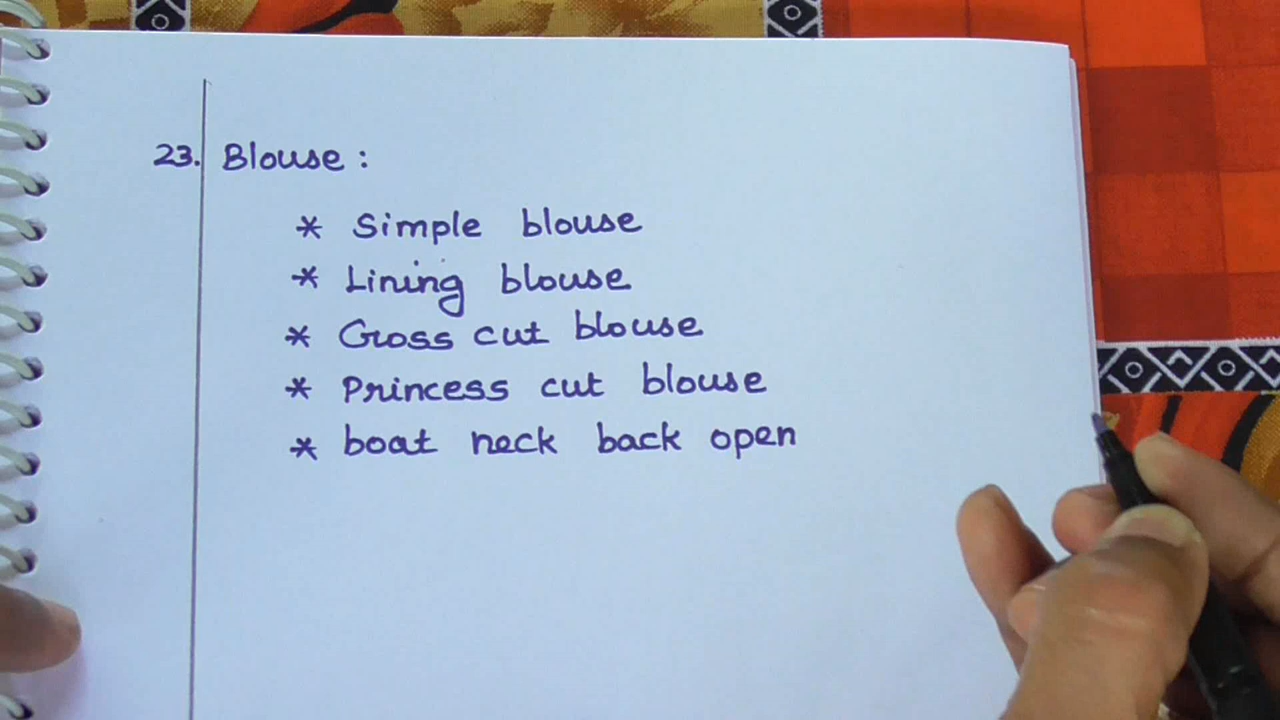 23. Blouse :
* Simple blouse
* Lining blouse
* Cross cut blouse
* Princess cut blouse
* boat neck back open